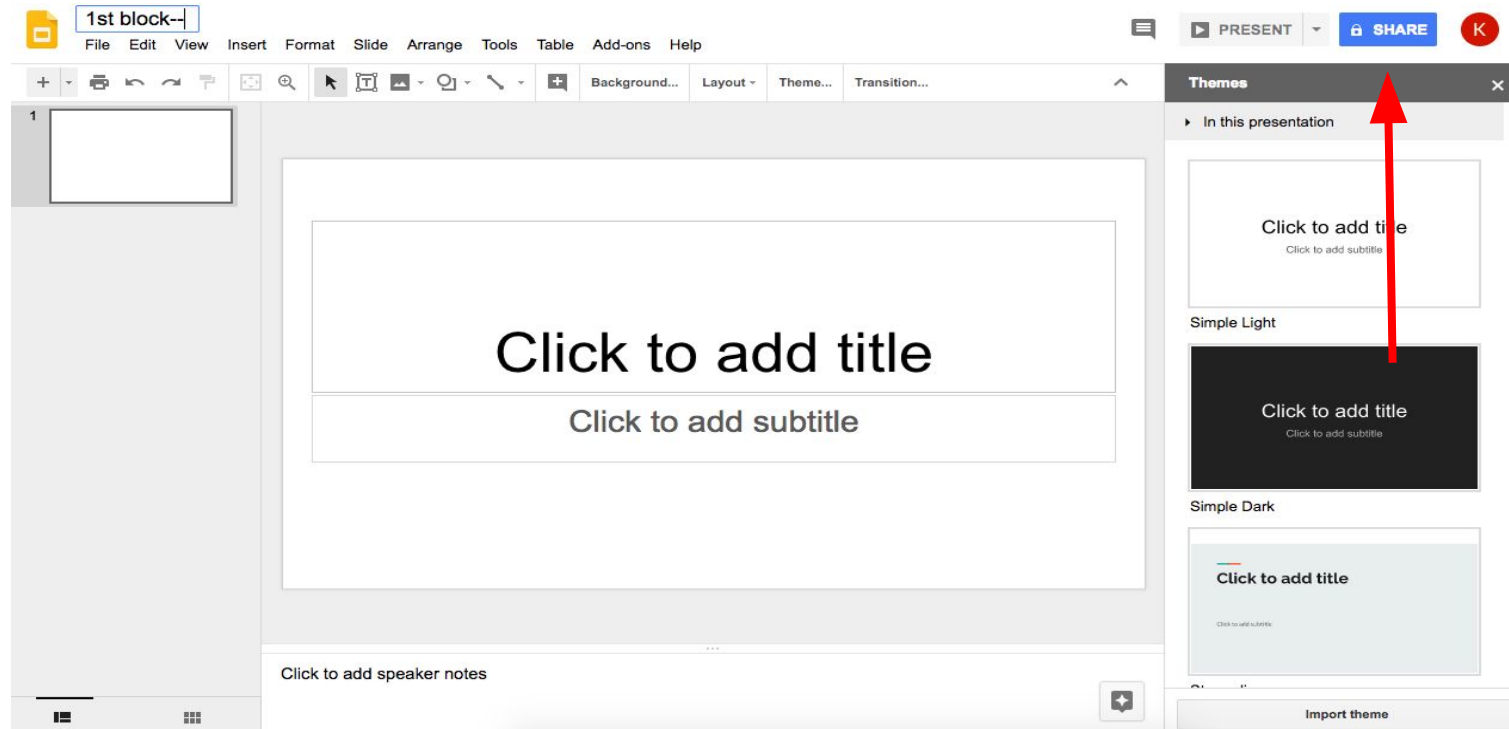 1st block--
File Edit View Insert Format Slide Arrange Tools Table Add-ons Help
PRESENT
SHARE
K
Background... Layout Theme... Transition...
Themes
1
In this presentation
Click to add title
Click to add subtitle
Simple Light
Click to add title
Click to add subtitle
Click to add title
Click to add subtitle
Simple Dark
Click to add title
Click to add subtitle
Click to add speaker notes
Import theme